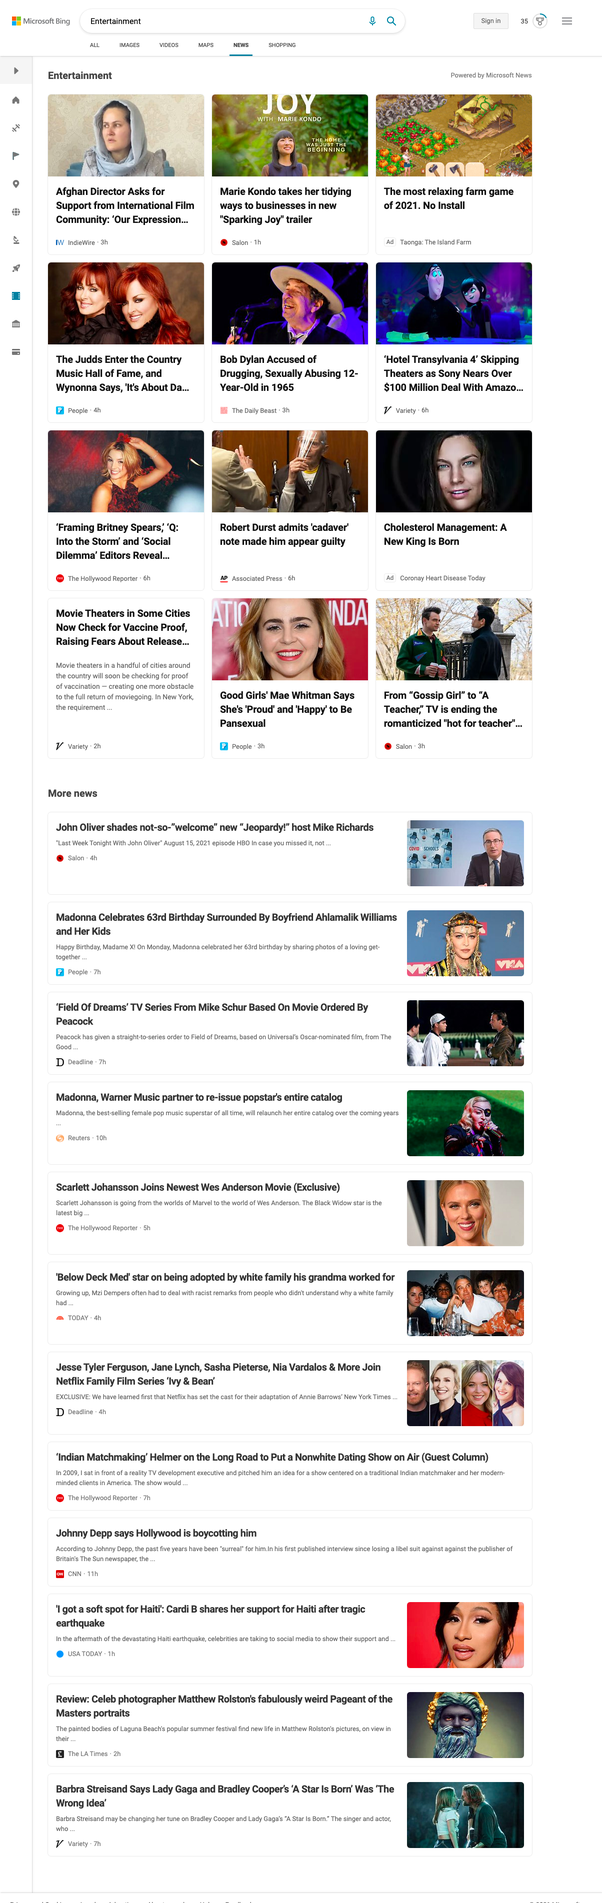 Microsoft Bing
Entertainment
Sign in
35
ALL IMAGES VIDEOS MAPS NEWS SHOPPING
Entertainment
Powered by Microsoft News
Afghan Director Asks for
Support from International Film
Community: ‘Our Expression...
IndieWire · 3h
JOY
WITH MARIE KONDO
THE HOME
WAS JUST THE
BEGINNING
Marie Kondo takes her tidying
ways to businesses in new
"Sparking Joy" trailer
Salon · 1h
The most relaxing farm game
of 2021. No Install
Ad Taonga: The Island Farm
The Judds Enter the Country
Music Hall of Fame, and
Wynonna Says, 'It's About Da...
People · 4h
Bob Dylan Accused of
Drugging, Sexually Abusing 12-
Year-Old in 1965
The Daily Beast · 3h
‘Hotel Transylvania 4’ Skipping
Theaters as Sony Nears Over
$100 Million Deal With Amazo...
Variety · 6h
‘Framing Britney Spears,’ ‘Q:
Into the Storm’ and ‘Social
Dilemma’ Editors Reveal...
The Hollywood Reporter · 6h
Robert Durst admits 'cadaver'
note made him appear guilty
AP Associated Press · 6h
Cholesterol Management: A
New King Is Born
Ad Coronay Heart Disease Today
Movie Theaters in Some Cities
Now Check for Vaccine Proof,
Raising Fears About Release...
Movie theaters in a handful of cities around
the country will soon be checking for proof
of vaccination — creating one more obstacle
to the full return of moviegoing. In New York,
the requirement ...
Variety · 2h
Good Girls' Mae Whitman Says
She's 'Proud' and 'Happy' to Be
Pansexual
People · 3h
From “Gossip Girl” to “A
Teacher,” TV is ending the
romanticized "hot for teacher"...
Salon · 3h
More news
John Oliver shades not-so-“welcome” new “Jeopardy!” host Mike Richards
"Last Week Tonight With John Oliver" August 15, 2021 episode HBO In case you missed it, not ...
Salon · 4h
COVID SCHOOLS
Madonna Celebrates 63rd Birthday Surrounded By Boyfriend Ahlamalik Williams
and Her Kids
Happy Birthday, Madame X! On Monday, Madonna celebrated her 63rd birthday by sharing photos of a loving get-
together ...
People · 7h
VMA
‘Field Of Dreams’ TV Series From Mike Schur Based On Movie Ordered By
Peacock
Peacock has given a straight-to-series order to Field of Dreams, based on Universal's Oscar-nominated film, from The
Good ...
Deadline · 7h
Madonna, Warner Music partner to re-issue popstar's entire catalog
Madonna, the best-selling female pop music superstar of all time, will relaunch her entire catalog over the coming years
...
Reuters · 10h
Scarlett Johansson Joins Newest Wes Anderson Movie (Exclusive)
Scarlett Johansson is going from the worlds of Marvel to the world of Wes Anderson. The Black Widow star is the
latest big ...
The Hollywood Reporter · 5h
'Below Deck Med' star on being adopted by white family his grandma worked for
Growing up, Mzi Dempers often had to deal with racist remarks from people who didn't understand why a white family
had ...
TODAY · 4h
Jesse Tyler Ferguson, Jane Lynch, Sasha Pieterse, Nia Vardalos & More Join
Netflix Family Film Series ‘Ivy & Bean’
EXCLUSIVE: We have learned first that Netflix has set the cast for their adaptation of Annie Barrows’ New York Times ...
Deadline · 4h
‘Indian Matchmaking’ Helmer on the Long Road to Put a Nonwhite Dating Show on Air (Guest Column)
In 2009, I sat in front of a reality TV development executive and pitched him an idea for a show centered on a traditional Indian matchmaker and her modern-
minded clients in America. The show would ...
The Hollywood Reporter · 7h
Johnny Depp says Hollywood is boycotting him
According to Johnny Depp, the past five years have been "surreal" for him.In his first published interview since losing a libel suit against against the publisher of
Britain's The Sun newspaper, the ...
CNN · 11h
'I got a soft spot for Haiti': Cardi B shares her support for Haiti after tragic
earthquake
In the aftermath of the devastating Haiti earthquake, celebrities are taking to social media to show their support and ...
USA TODAY · 1h
Review: Celeb photographer Matthew Rolston's fabulously weird Pageant of the
Masters portraits
The painted bodies of Laguna Beach's popular summer festival find new life in Matthew Rolston's pictures, on view in
their ...
The LA Times · 2h
Barbra Streisand Says Lady Gaga and Bradley Cooper's ‘A Star Is Born’ Was ‘The
Wrong Idea’
Barbra Streisand may be changing her tune on Bradley Cooper and Lady Gaga's “A Star Is Born.” The singer and actor,
who ...
Variety · 7h